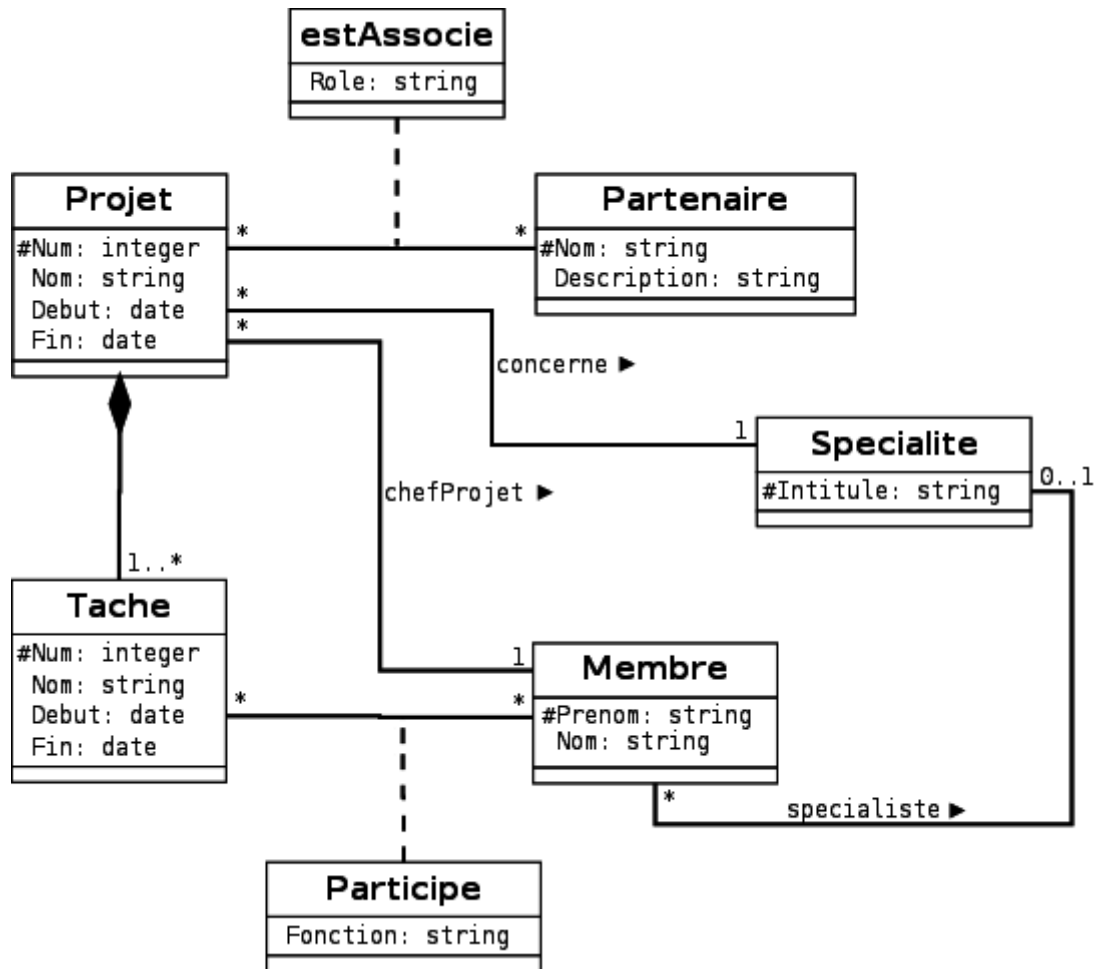 estAssocie
Role: string
Projet
#Num: integer
Nom: string
Debut: date
Fin: date
*
*
*
*
Partenaire
#Nom: string
Description: string
concerne ►
1
Specialite
#Intitule: string
0..1
chefProjet ►
1..*
Tache
#Num: integer
Nom: string
Debut: date
Fin: date
*
1
*
Membre
#Prenom: string
Nom: string
*
specialiste ►
Participe
Fonction: string